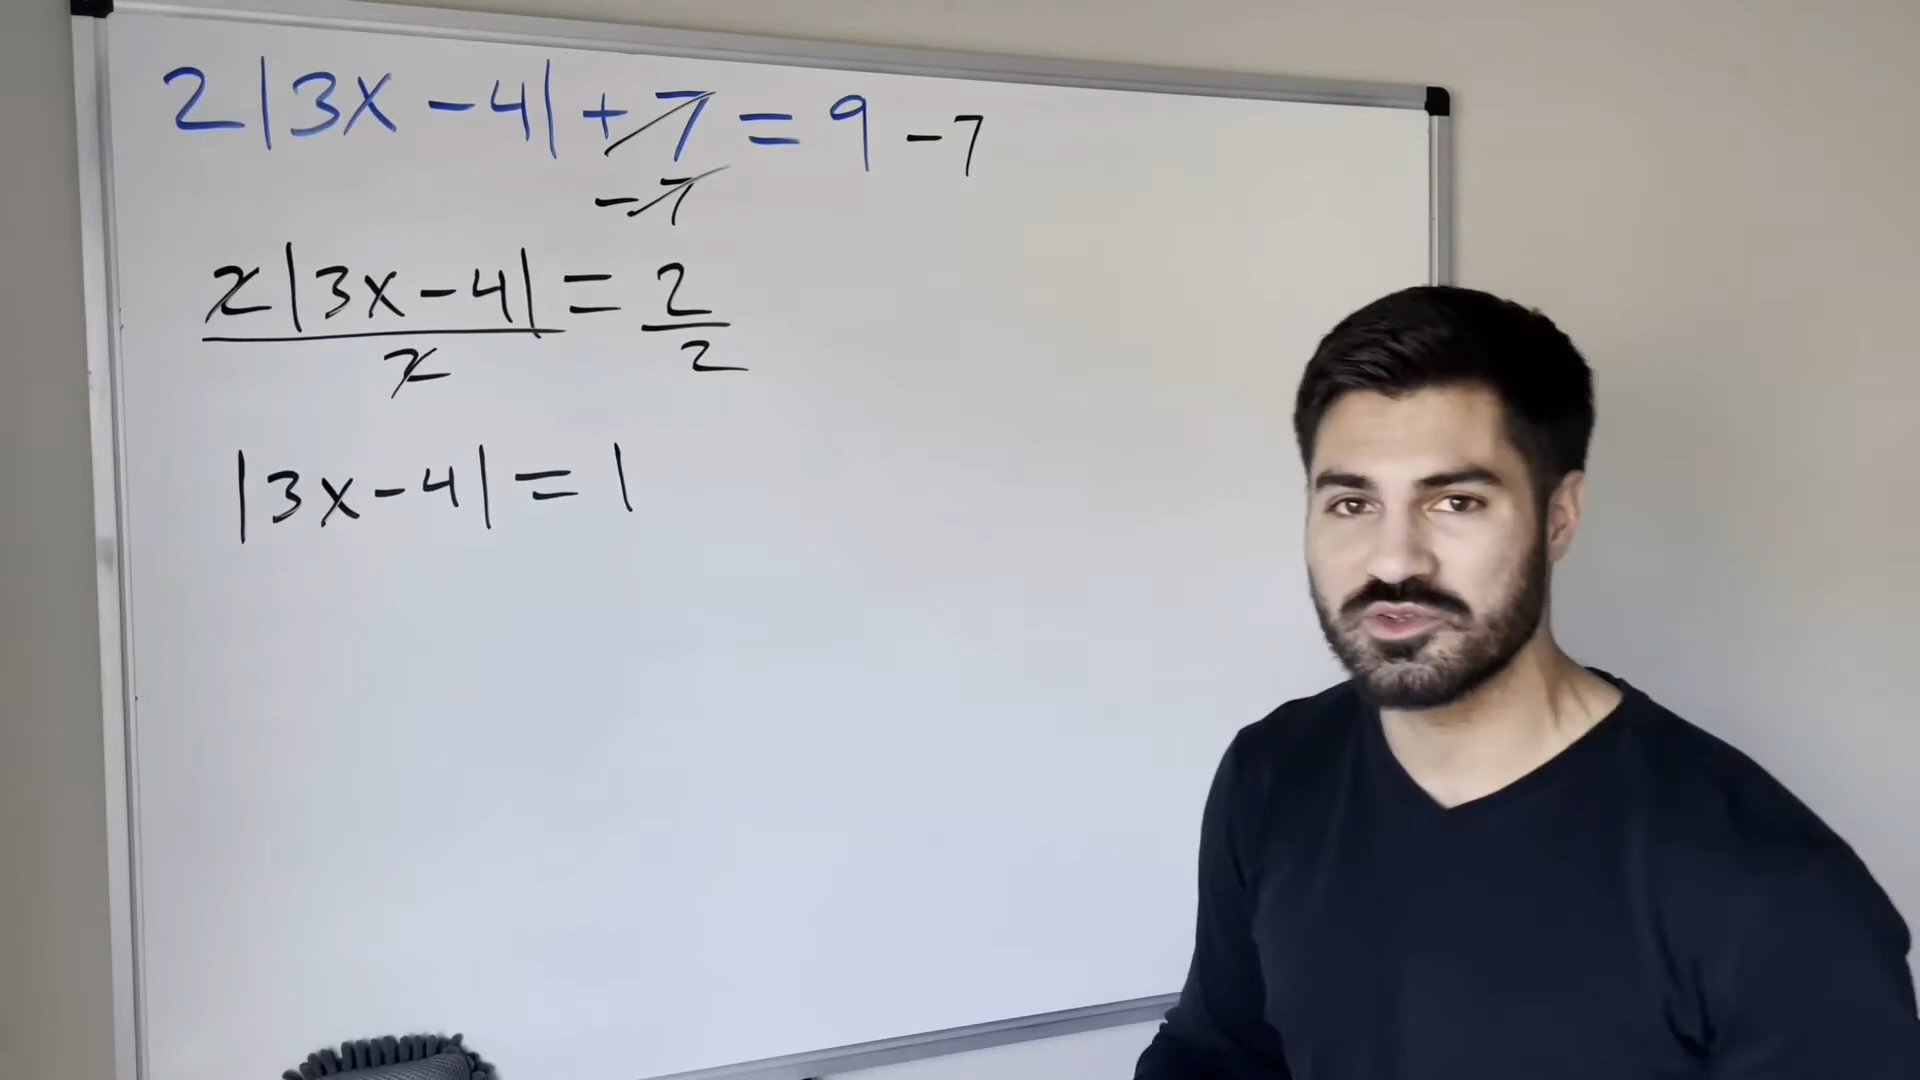 2|3x - 4| + 7 = 9 - 7
- 7
2|3x - 4| = 2
2 2
|3x - 4| = 1